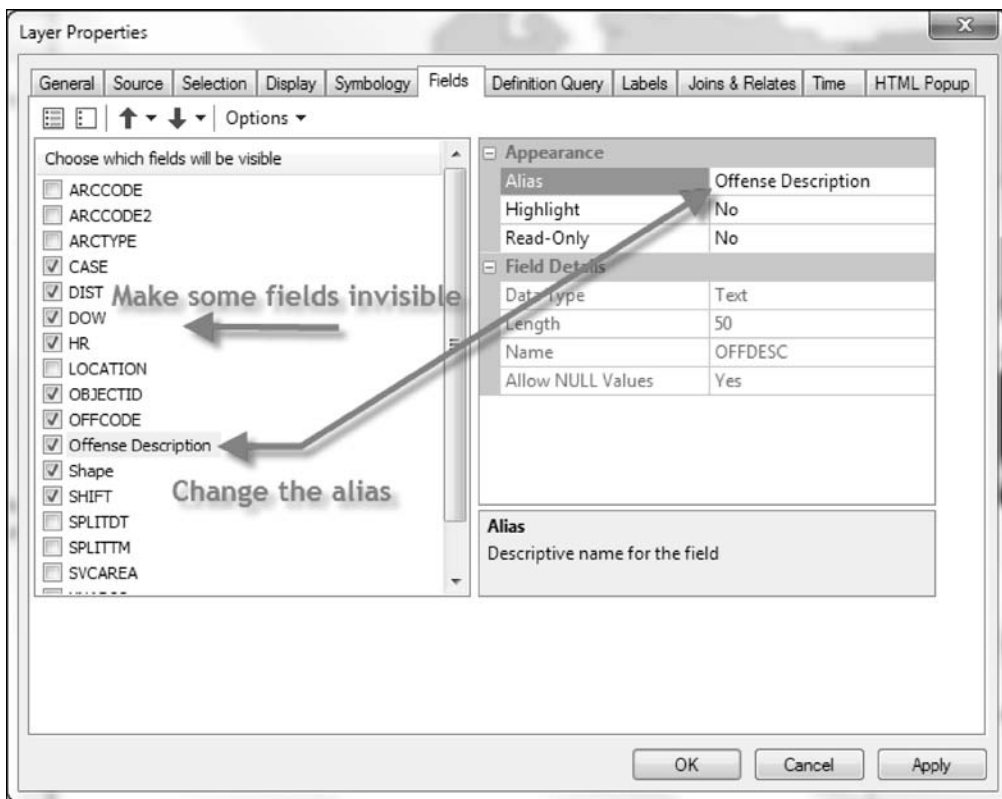 Layer Properties
General Source Selection Display Symbology Fields Definition Query Labels Joins & Relates Time HTML Popup
Options
Choose which fields will be visible
ARCCODE
ARCCODE2
ARCTYPE
CASE
DIST
DOW
HR
LOCATION
OBJECTID
OFFCODE
Offense Description
Shape
SHIFT
SPLITDT
SPLITTM
SVCAREA
Make some fields invisible
Change the alias
Appearance
Alias Offense Description
Highlight No
Read-Only No
Field Details
Data Type Text
Length 50
Name OFFDESC
Allow NULL Values Yes
Alias
Descriptive name for the field
OK Cancel Apply